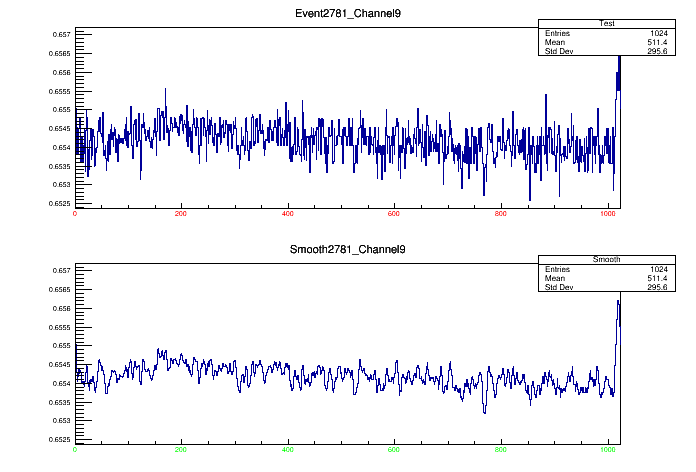 Event2781_Channel9
Test
Entries 1024
Mean 511.4
Std Dev 295.6
0.657
0.6565
0.656
0.6555
0.655
0.6545
0.654
0.6535
0.653
0.6525
0 200 400 600 800 1000
Smooth2781_Channel9
Smooth
Entries 1024
Mean 511.4
Std Dev 295.6
0.657
0.6565
0.656
0.6555
0.655
0.6545
0.654
0.6535
0.653
0.6525
0 200 400 600 800 1000